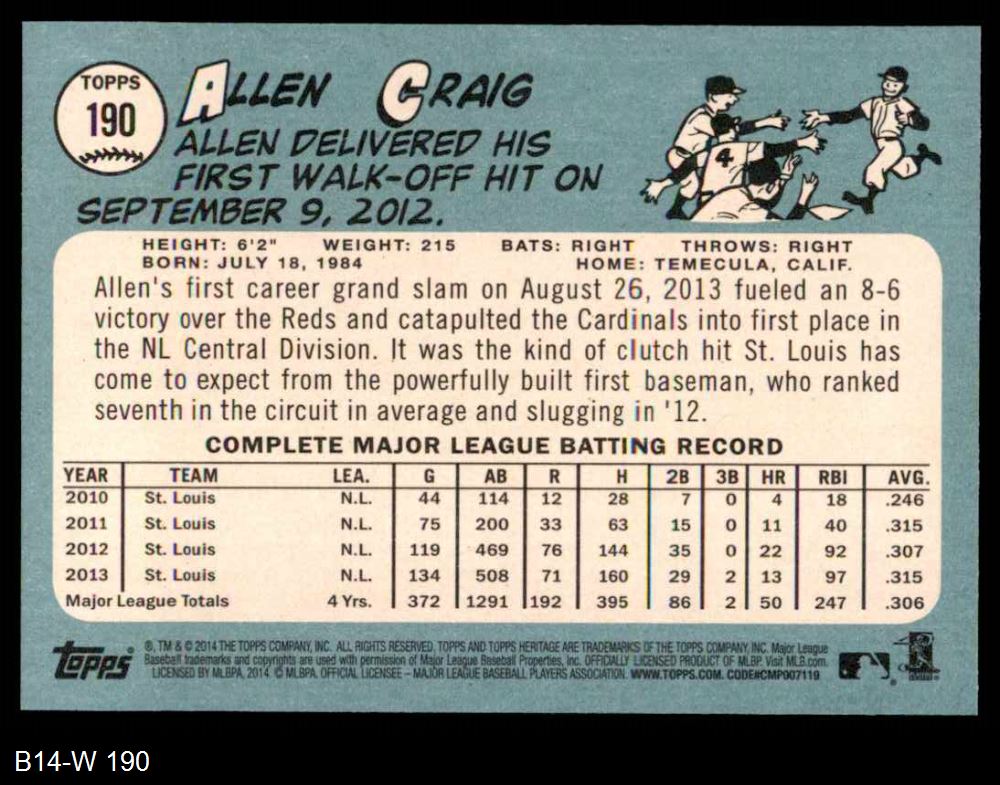 TOPPS
190
ALLEN CRAIG
ALLEN DELIVERED HIS
FIRST WALK-OFF HIT ON
SEPTEMBER 9, 2012.
4
HEIGHT: 6'2" WEIGHT: 215 BATS: RIGHT THROWS: RIGHT
BORN: JULY 18, 1984 HOME: TEMECULA, CALIF.
Allen's first career grand slam on August 26, 2013 fueled an 8-6
victory over the Reds and catapulted the Cardinals into first place in
the NL Central Division. It was the kind of clutch hit St. Louis has
come to expect from the powerfully built first baseman, who ranked
seventh in the circuit in average and slugging in '12.
COMPLETE MAJOR LEAGUE BATTING RECORD
YEAR TEAM LEA. G AB R H 2B 3B HR RBI AVG.
2010 St. Louis N.L. 44 114 12 28 7 0 4 18 .246
2011 St. Louis N.L. 75 200 33 63 15 0 11 40 .315
2012 St. Louis N.L. 119 469 76 144 35 0 22 92 .307
2013 St. Louis N.L. 134 508 71 160 29 2 13 97 .315
Major League Totals 4 Yrs. 372 1291 192 395 86 2 50 247 .306
topps
®, TM & © 2014 THE TOPPS COMPANY, INC. ALL RIGHTS RESERVED. TOPPS AND TOPPS HERITAGE ARE TRADEMARKS OF THE TOPPS COMPANY, INC. Major League
Baseball trademarks and copyrights are used with permission of Major League Baseball Properties, Inc. OFFICIALLY LICENSED PRODUCT OF MLBP Visit MLB.com.
LICENSED BY MLBPA, 2014 © MLBPA. OFFICIAL LICENSEE – MAJOR LEAGUE BASEBALL PLAYERS ASSOCIATION. WWW.TOPPS.COM. CODE#CMP007119
B14-W 190